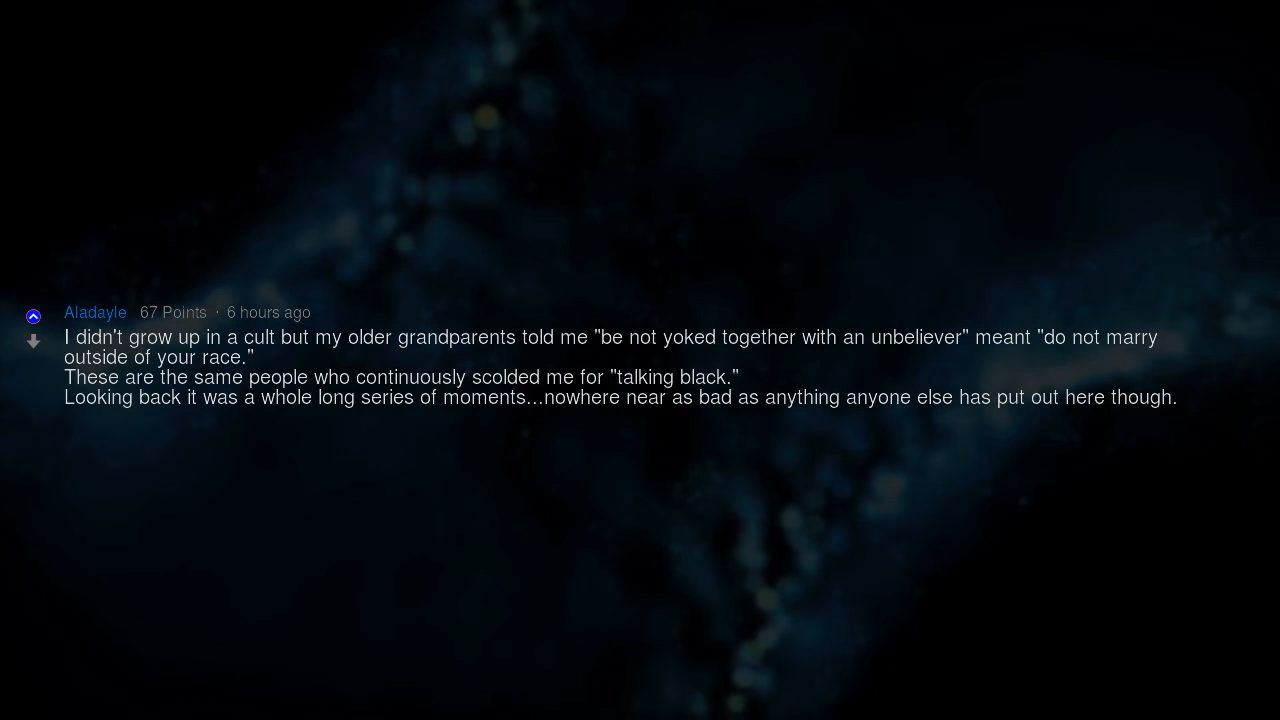 Aladayle 67 Points · 6 hours ago
I didn't grow up in a cult but my older grandparents told me "be not yoked together with an unbeliever" meant "do not marry
outside of your race."
These are the same people who continuously scolded me for "talking black."
Looking back it was a whole long series of moments...nowhere near as bad as anything anyone else has put out here though.